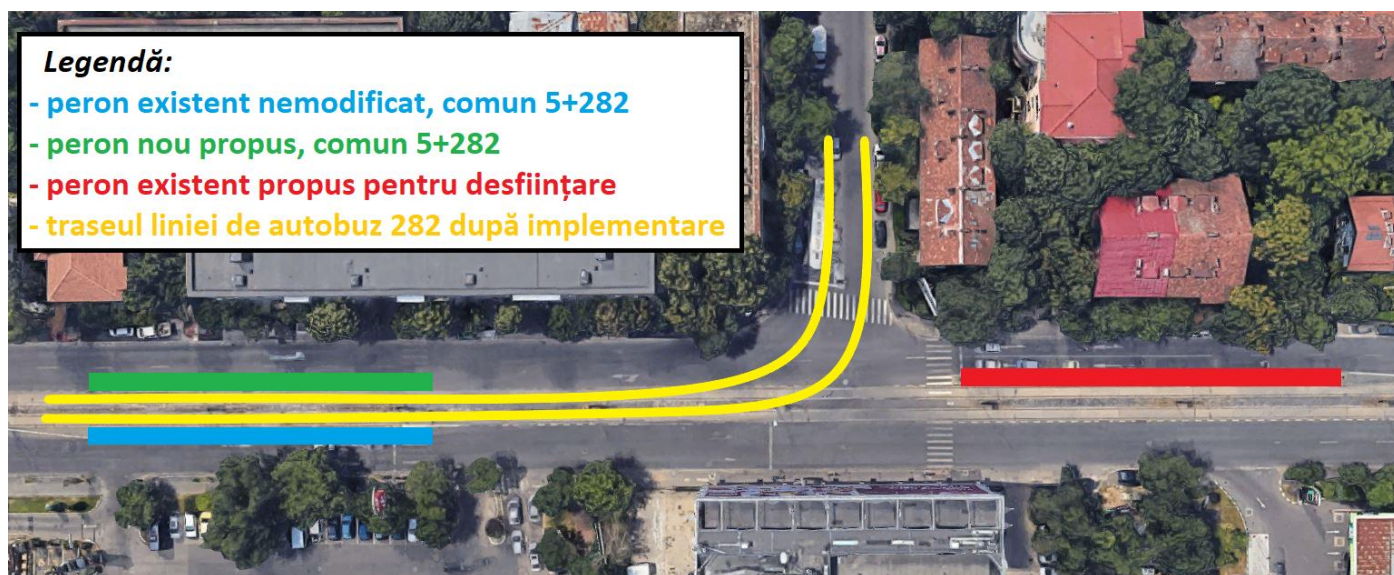 Legendă:
- peron existent nemodificat, comun 5+282
- peron nou propus, comun 5+282
- peron existent propus pentru desființare
- traseul liniei de autobuz 282 după implementare